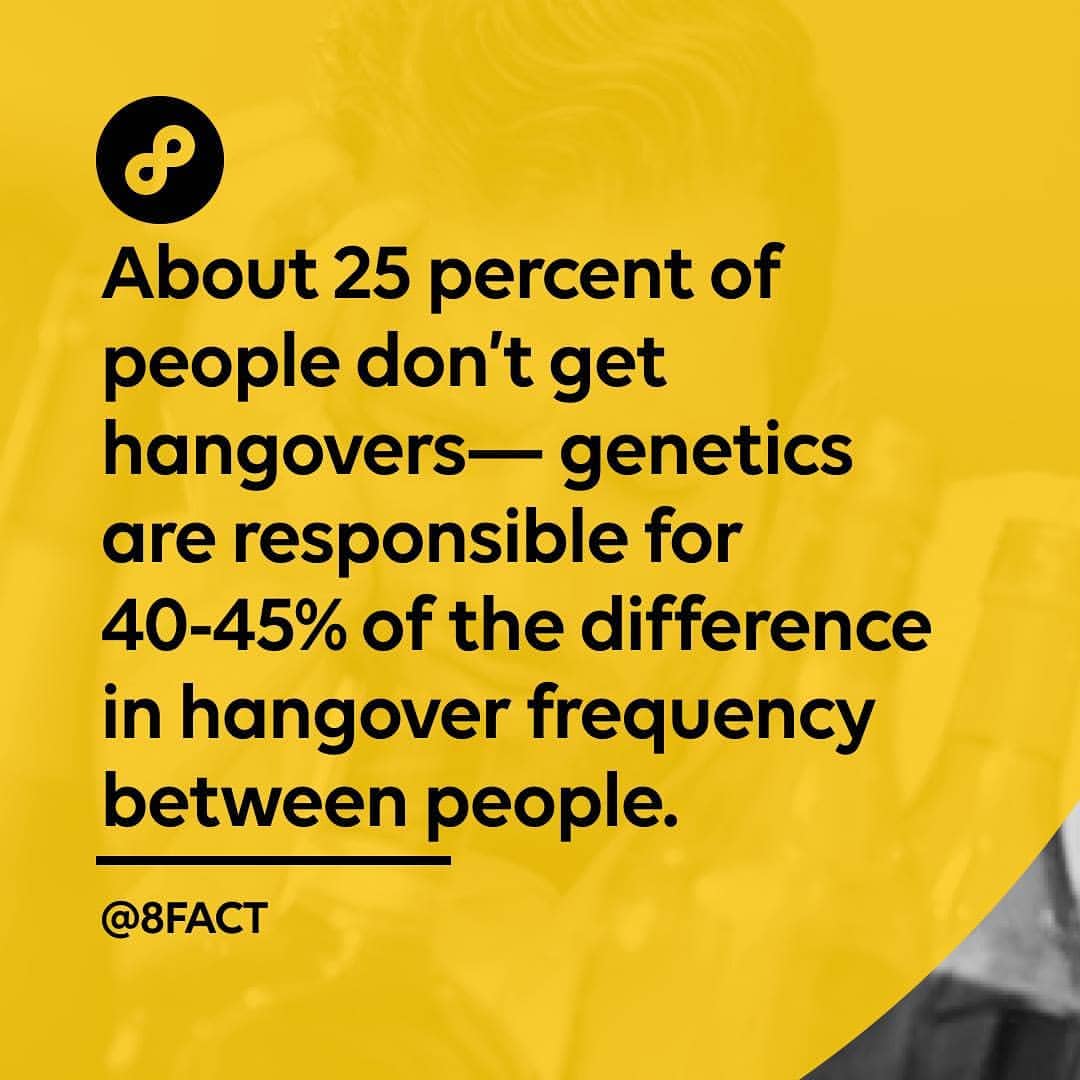 About 25 percent of
people don't get
hangovers— genetics
are responsible for
40-45% of the difference
in hangover frequency
between people.
@8FACT